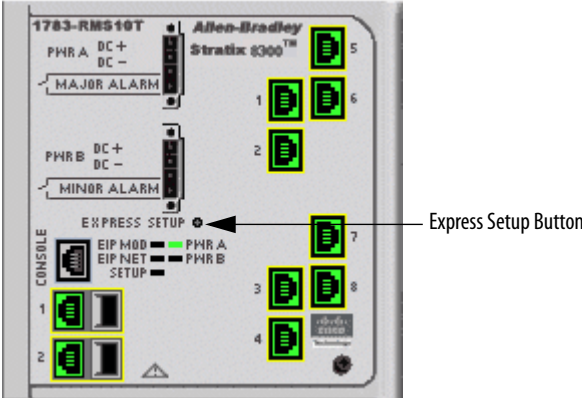 1783-RMS10T
Allen-Bradley
Stratix 8300™
PWR A DC +
DC −
MAJOR ALARM
PWR B DC +
DC −
MINOR ALARM
EXPRESS SETUP
Express Setup Button
CONSOLE
EIP MOD PWR A
EIP NET PWR B
SETUP
1
2
5
1
6
2
7
3
8
4
cisco
Technology